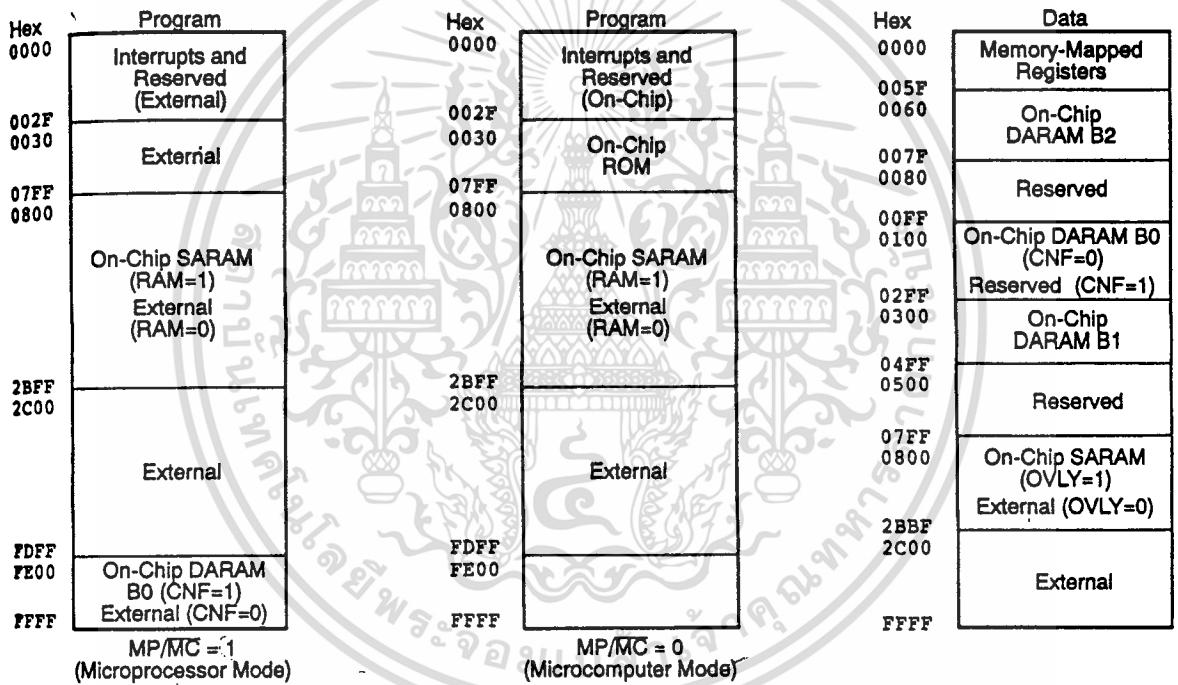 Hex
Program
0000
Interrupts and
Reserved
(External)
002F
0030
External
07FF
0800
On-Chip SARAM
(RAM=1)
External
(RAM=0)
2BFF
2C00
External
FDFF
FE00
On-Chip DARAM
B0 (CNF=1)
External (CNF=0)
FFFF
MP/MC = 1
(Microprocessor Mode)
Hex
Program
0000
Interrupts and
Reserved
(On-Chip)
002F
0030
On-Chip
ROM
07FF
0800
On-Chip SARAM
(RAM=1)
External
(RAM=0)
2BFF
2C00
External
FDFF
FE00
FFFF
MP/MC = 0
(Microcomputer Mode)
Hex
Data
0000
Memory-Mapped
Registers
005F
0060
On-Chip
DARAM B2
007F
0080
Reserved
00FF
0100
On-Chip DARAM B0
(CNF=0)
Reserved (CNF=1)
02FF
0300
On-Chip
DARAM B1
04FF
0500
Reserved
07FF
0800
On-Chip SARAM
(OVLY=1)
External (OVLY=0)
2BBF
2C00
External
FFFF